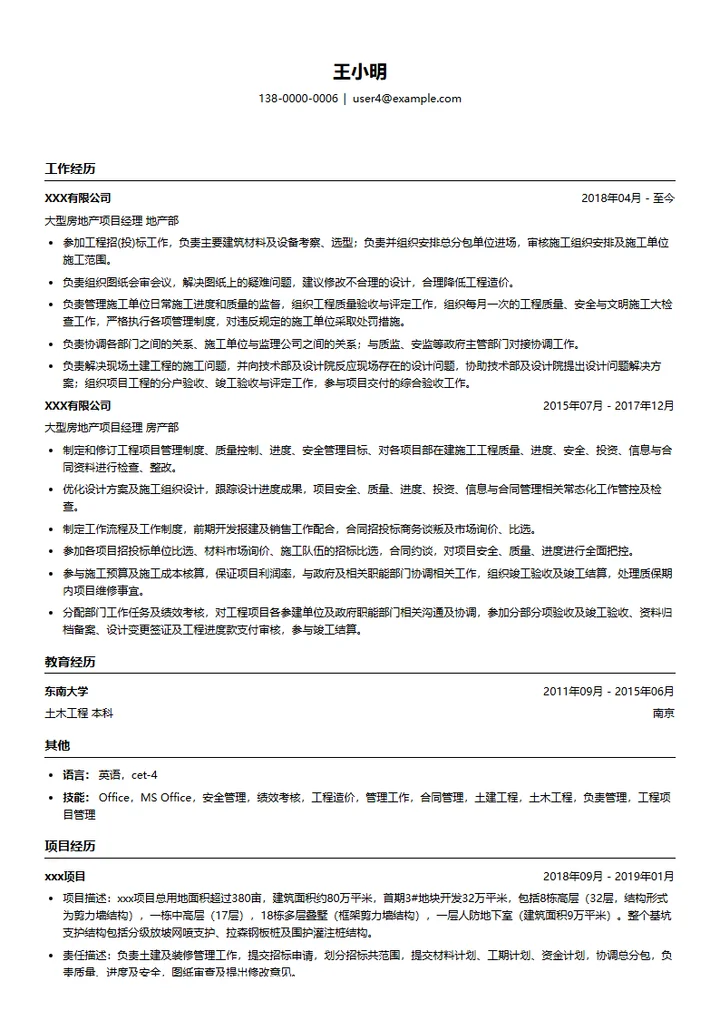 王小明
138-0000-0006 | user4@example.com
工作经历
XXX有限公司 2018年04月 - 至今
大型房地产项目经理 地产部
• 参加工程招(投)标工作，负责主要建筑材料及设备考察、选型；负责并组织安排总分包单位进场，审核施工组织安排及施工单位
施工范围。
• 负责组织图纸会审会议，解决图纸上的疑难问题，建议修改不合理的设计，合理降低工程造价。
• 负责管理施工单位日常施工进度和质量的监督，组织工程质量验收与评定工作，组织每月一次的工程质量、安全与文明施工大检
查工作，严格执行各项管理制度，对违反规定的施工单位采取处罚措施。
• 负责协调各部门之间的关系、施工单位与监理公司之间的关系；与质监、安监等政府主管部门对接协调工作。
• 负责解决现场土建工程的施工问题，并向技术部及设计院反应现场存在的设计问题，协助技术部及设计院提出设计问题解决方
案；组织项目工程的分户验收、竣工验收与评定工作，参与项目交付的综合验收工作。
XXX有限公司 2015年07月 - 2017年12月
大型房地产项目经理 房产部
• 制定和修订工程项目管理制度、质量控制、进度、安全管理目标、对各项目部在建施工工程质量、进度、安全、投资、信息与合
同资料进行检查、整改。
• 优化设计方案及施工组织设计，跟踪设计进度成果，项目安全、质量、进度、投资、信息与合同管理相关常态化工作管控及检
查。
• 制定工作流程及工作制度，前期开发报建及销售工作配合，合同招投标商务谈叛及市场询价、比选。
• 参加各项目招投标单位比选、材料市场询价、施工队伍的招标比选，合同约谈，对项目安全、质量、进度进行全面把控。
• 参与施工预算及施工成本核算，保证项目利润率，与政府及相关职能部门协调相关工作，组织竣工验收及竣工结算，处理质保期
内项目维修事宜。
• 分配部门工作任务及绩效考核，对工程项目各参建单位及政府职能部门相关沟通及协调，参加分部分项验收及竣工验收、资料归
档备案、设计变更签证及工程进度款支付审核，参与竣工结算。
教育经历
东南大学 2011年09月 - 2015年06月
土木工程 本科 南京
其他
• 语言： 英语，cet-4
• 技能： Office，MS Office，安全管理，绩效考核，工程造价，管理工作，合同管理，土建工程，土木工程，负责管理，工程项
目管理
项目经历
xxx项目 2018年09月 - 2019年01月
• 项目描述：xxx项目总用地面积超过380亩，建筑面积约80万平米，首期3#地块开发32万平米，包括8栋高层（32层，结构形式
为剪力墙结构），一栋中高层（17层），18栋多层叠墅（框架剪力墙结构），一层人防地下室（建筑面积9万平米）。整个基坑
支护结构包括分级放坡网喷支护、拉森钢板桩及围护灌注桩结构。
• 责任描述：负责土建及装修管理工作，提交招标申请，划分招标共范围，提交材料计划、工期计划、资金计划，协调总分包，负
责质量、进度及安全，图纸审查及提出修改意见。